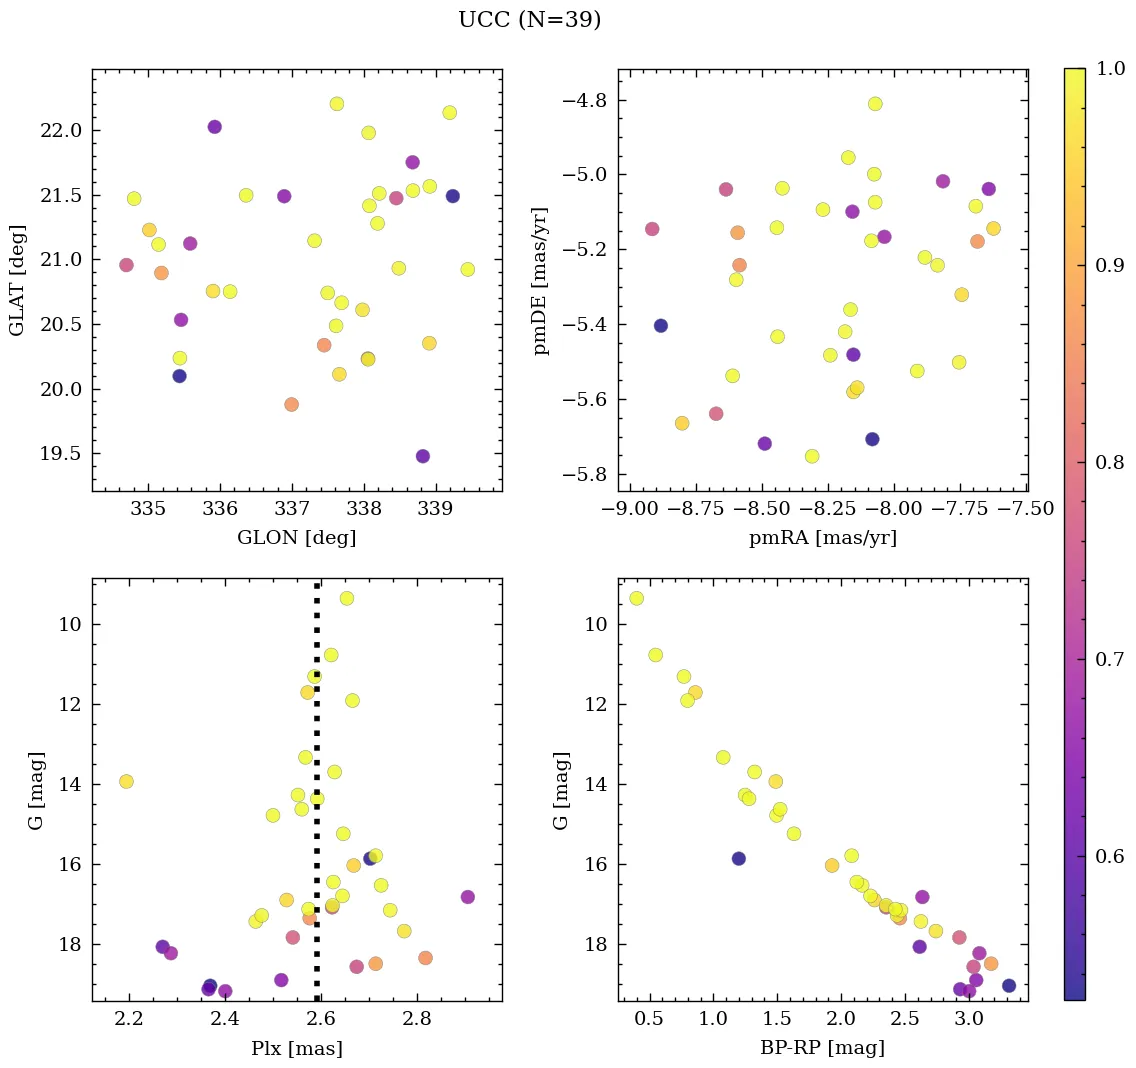 UCC (N=39)
22.0
21.5
21.0
20.5
20.0
19.5
GLAT [deg]
335 336 337 338 339
GLON [deg]
−4.8
−5.0
−5.2
−5.4
−5.6
−5.8
pmDE [mas/yr]
−9.00 −8.75 −8.50 −8.25 −8.00 −7.75 −7.50
pmRA [mas/yr]
10
12
14
16
18
G [mag]
2.2 2.4 2.6 2.8
Plx [mas]
10
12
14
16
18
G [mag]
0.5 1.0 1.5 2.0 2.5 3.0
BP-RP [mag]
1.0
0.9
0.8
0.7
0.6